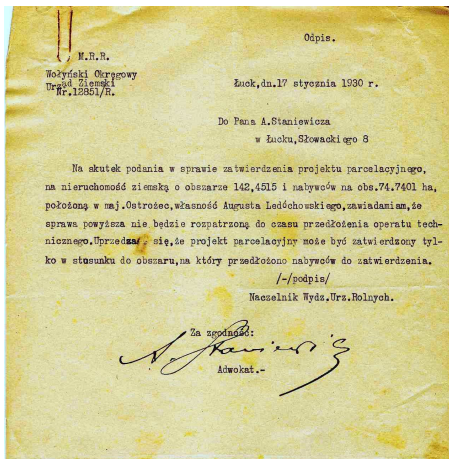 Odpis.
M.R.R.
Wołyński Okręgowy
Urząd Ziemski
Nr.12851/R.
Łuck,dn.17 stycznia 1930 r.
Do Pana A.Staniewicza
w Łucku,Słowackiego 8
Na skutek podania w sprawie zatwierdzenia projektu parcelacyjnego,
na nieruchomość ziemską o obszarze 142,4515 i nabywców na obs.74.7401 ha,
położoną w maj.Ostrożec,własność Augusta Ledóchowskiego,zawiadamiam,że
sprawa powyższa nie będzie rozpatrzoną do czasu przedłożenia operatu tech-
nicznego.Uprzedzam się,że projekt parcelacyjny może być zatwierdzony tyl-
ko w stosunku do obszaru,na który przedłożono nabywców do zatwierdzenia.
/-/podpis/
Naczelnik Wydz.Urz.Rolnych.
Za zgodność:
A. Staniewicz
Adwokat.-